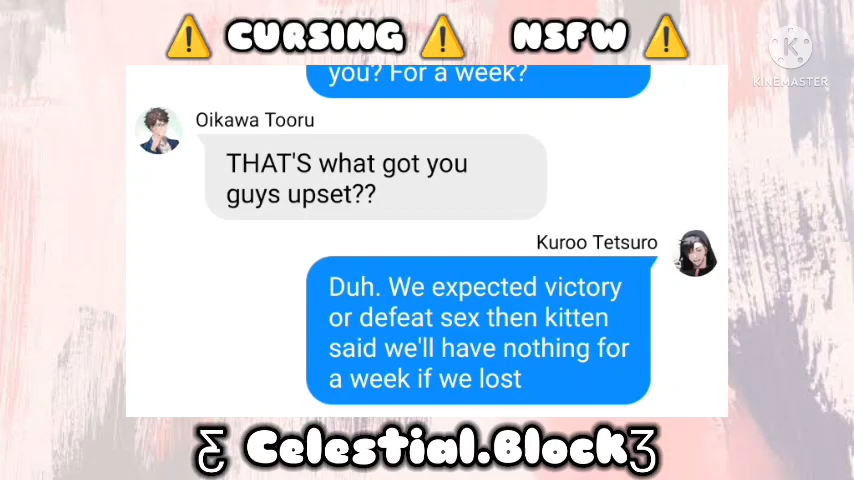 ⚠️ CURSING ⚠️ NSFW ⚠️
K
KINEMASTER
you? For a week?
Oikawa Tooru
THAT'S what got you
guys upset??
Kuroo Tetsuro
Duh. We expected victory
or defeat sex then kitten
said we'll have nothing for
a week if we lost
Ƹ Celestial.BlockƷ